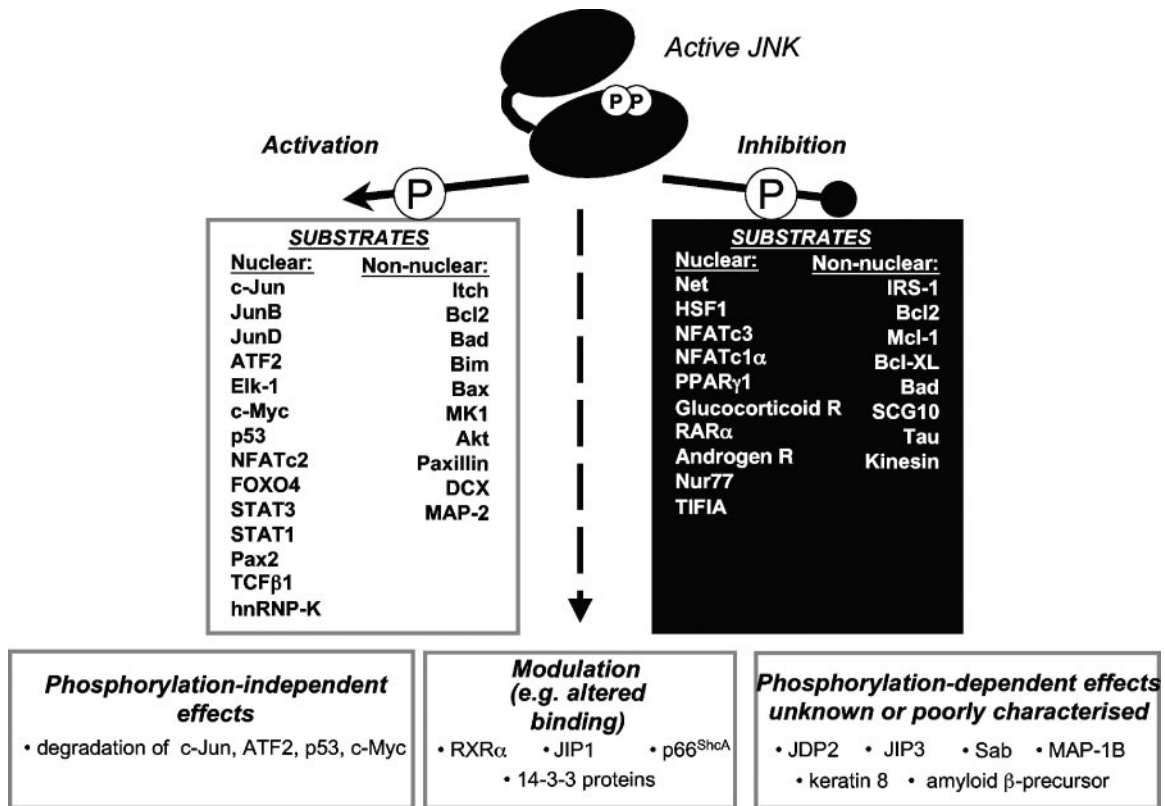 Active JNK
P P
Activation
Inhibition
P
P
SUBSTRATES
Nuclear:
c-Jun
JunB
JunD
ATF2
Elk-1
c-Myc
p53
NFATc2
FOXO4
STAT3
STAT1
Pax2
TCFβ1
hnRNP-K
Non-nuclear:
Itch
Bcl2
Bad
Bim
Bax
MK1
Akt
Paxillin
DCX
MAP-2
SUBSTRATES
Nuclear:
Net
HSF1
NFATc3
NFATc1α
PPARγ1
Glucocorticoid R
RARα
Androgen R
Nur77
TIFIA
Non-nuclear:
IRS-1
Bcl2
Mcl-1
Bcl-XL
Bad
SCG10
Tau
Kinesin
Phosphorylation-independent
effects
• degradation of c-Jun, ATF2, p53, c-Myc
Modulation
(e.g. altered
binding)
• RXRα • JIP1 • p66ShcA
• 14-3-3 proteins
Phosphorylation-dependent effects
unknown or poorly characterised
• JDP2 • JIP3 • Sab • MAP-1B
• keratin 8 • amyloid β-precursor